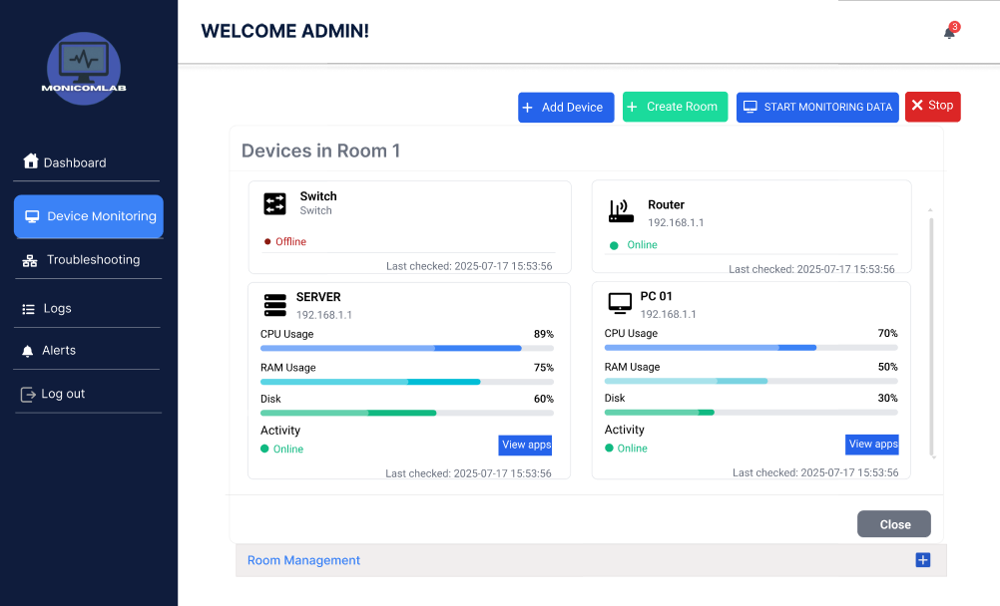 WELCOME ADMIN!
3
MONICOMLAB
Dashboard
Device Monitoring
Troubleshooting
Logs
Alerts
Log out
+ Add Device
+ Create Room
START MONITORING DATA
Stop
Devices in Room 1
Switch
Switch
Offline
Last checked: 2025-07-17 15:53:56
Router
192.168.1.1
Online
Last checked: 2025-07-17 15:53:56
SERVER
192.168.1.1
CPU Usage 89%
RAM Usage 75%
Disk 60%
Activity
Online
View apps
Last checked: 2025-07-17 15:53:56
PC 01
192.168.1.1
CPU Usage 70%
RAM Usage 50%
Disk 30%
Activity
Online
View apps
Last checked: 2025-07-17 15:53:56
Close
Room Management